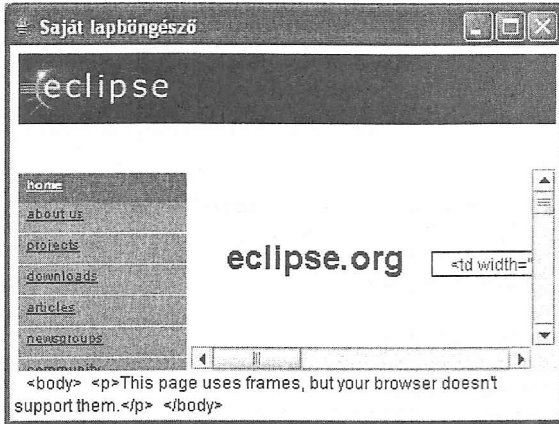 Saját lapböngésző
eclipse
home
about us
projects
downloads
articles
newsgroups
community
eclipse.org
<td width="
<body> <p>This page uses frames, but your browser doesn't
support them.</p> </body>